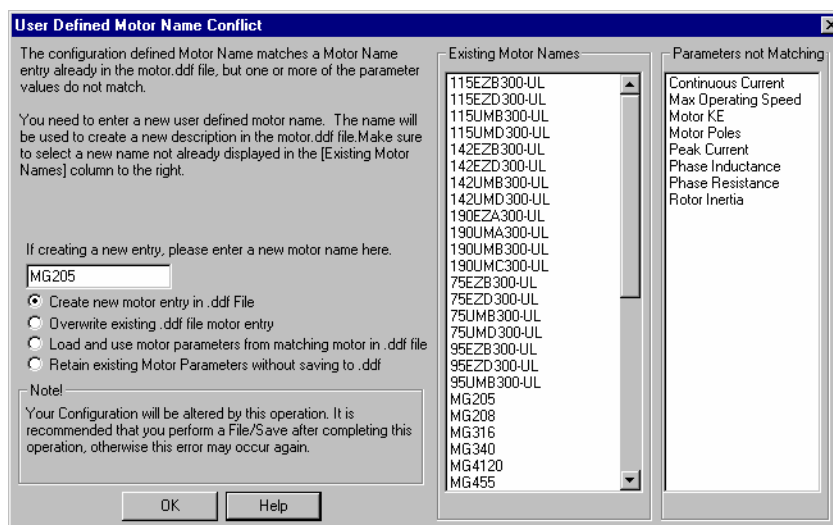 User Defined Motor Name Conflict
The configuration defined Motor Name matches a Motor Name
entry already in the motor.ddf file, but one or more of the parameter
values do not match.
You need to enter a new user defined motor name.  The name will
be used to create a new description in the motor.ddf file.Make sure
to select a new name not already displayed in the [Existing Motor
Names] column to the right.
If creating a new entry, please enter a new motor name here.
MG205
Create new motor entry in .ddf File
Overwrite existing .ddf file motor entry
Load and use motor parameters from matching motor in .ddf file
Retain existing Motor Parameters without saving to .ddf
Note!
Your Configuration will be altered by this operation. It is
recommended that you perform a File/Save after completing this
operation, otherwise this error may occur again.
OK
Help
Existing Motor Names
115EZB300-UL
115EZD300-UL
115UMB300-UL
115UMD300-UL
142EZB300-UL
142EZD300-UL
142UMB300-UL
142UMD300-UL
190EZA300-UL
190UMA300-UL
190UMB300-UL
190UMC300-UL
75EZB300-UL
75EZD300-UL
75UMB300-UL
75UMD300-UL
95EZB300-UL
95EZD300-UL
95UMB300-UL
MG205
MG208
MG316
MG340
MG4120
MG455
Parameters not Matching
Continuous Current
Max Operating Speed
Motor KE
Motor Poles
Peak Current
Phase Inductance
Phase Resistance
Rotor Inertia